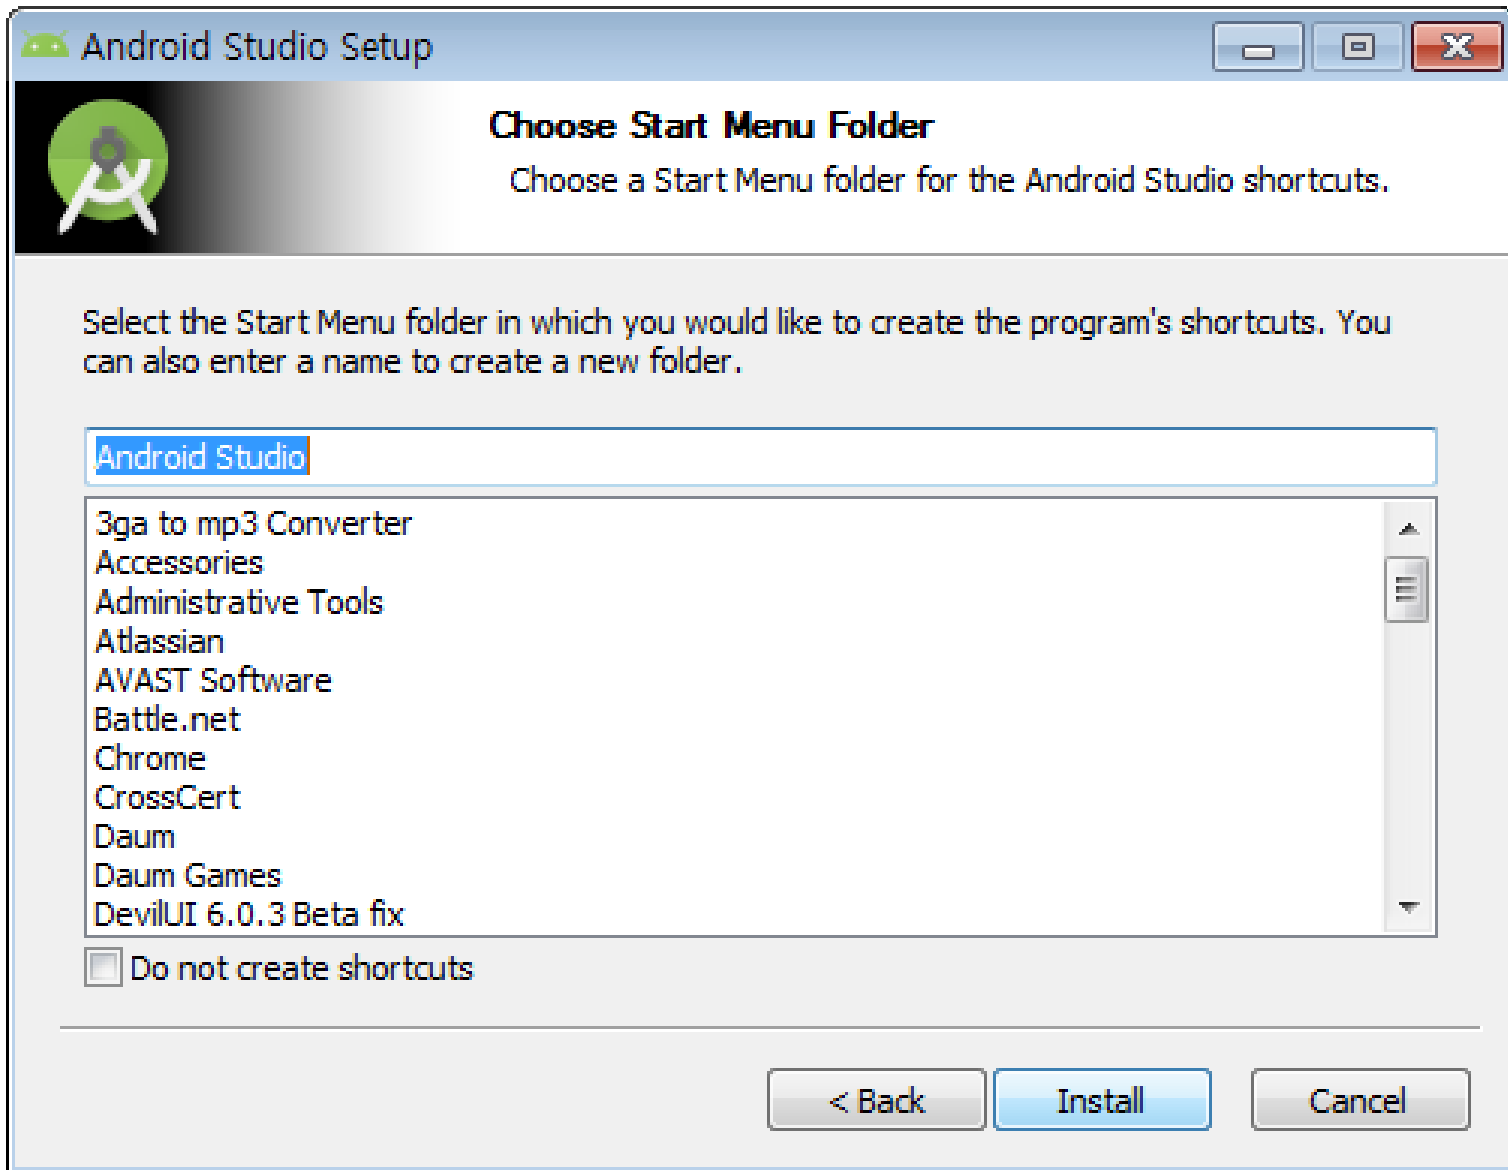 Android Studio Setup
Choose Start Menu Folder
Choose a Start Menu folder for the Android Studio shortcuts.
Select the Start Menu folder in which you would like to create the program's shortcuts. You
can also enter a name to create a new folder.
Android Studio
3ga to mp3 Converter
Accessories
Administrative Tools
Atlassian
AVAST Software
Battle.net
Chrome
CrossCert
Daum
Daum Games
DevilUI 6.0.3 Beta fix
Do not create shortcuts
< Back Install Cancel